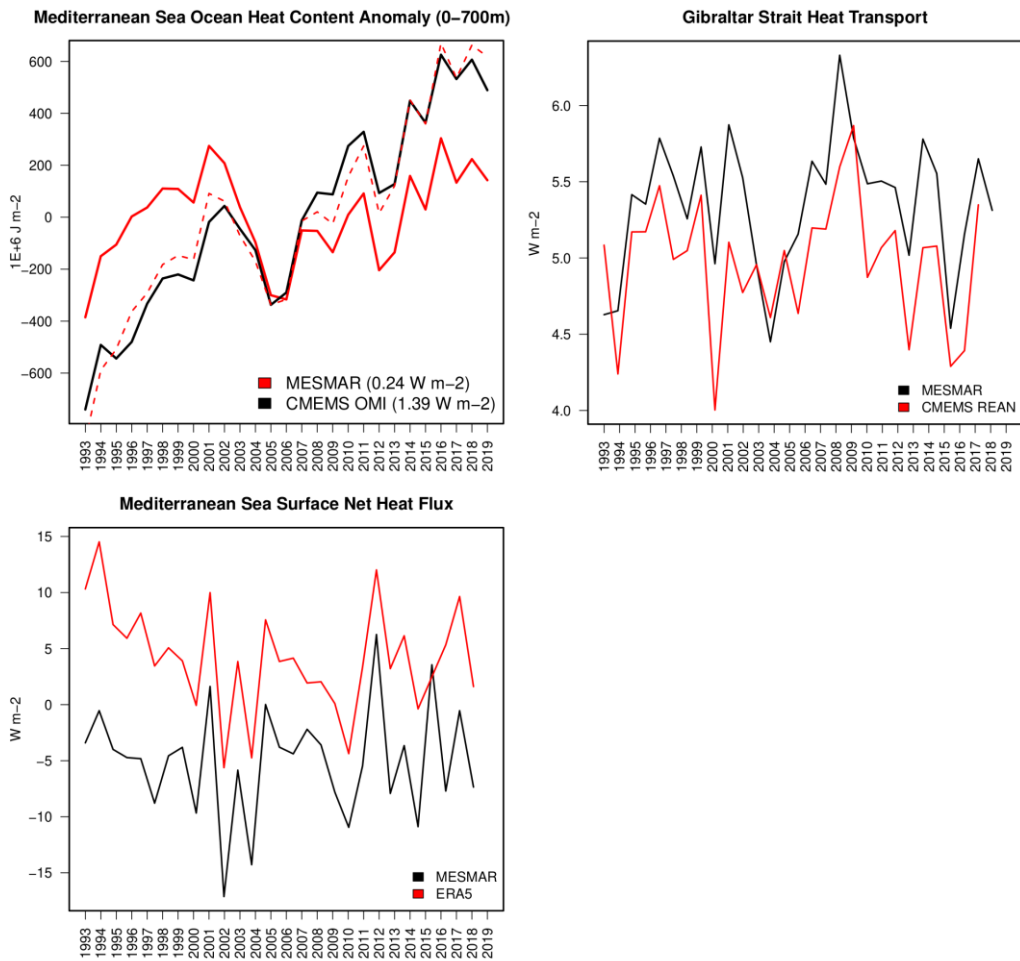 Mediterranean Sea Ocean Heat Content Anomaly (0−700m)
1E+6 J m−2
600
400
200
0
−200
−400
−600
MESMAR (0.24 W m−2)
CMEMS OMI (1.39 W m−2)
1993 1994 1995 1996 1997 1998 1999 2000 2001 2002 2003 2004 2005 2006 2007 2008 2009 2010 2011 2012 2013 2014 2015 2016 2017 2018 2019
Gibraltar Strait Heat Transport
W m−2
6.0
5.5
5.0
4.5
4.0
MESMAR
CMEMS REAN
1993 1994 1995 1996 1997 1998 1999 2000 2001 2002 2003 2004 2005 2006 2007 2008 2009 2010 2011 2012 2013 2014 2015 2016 2017 2018 2019
Mediterranean Sea Surface Net Heat Flux
W m−2
15
10
5
0
−5
−10
−15
MESMAR
ERA5
1993 1994 1995 1996 1997 1998 1999 2000 2001 2002 2003 2004 2005 2006 2007 2008 2009 2010 2011 2012 2013 2014 2015 2016 2017 2018 2019